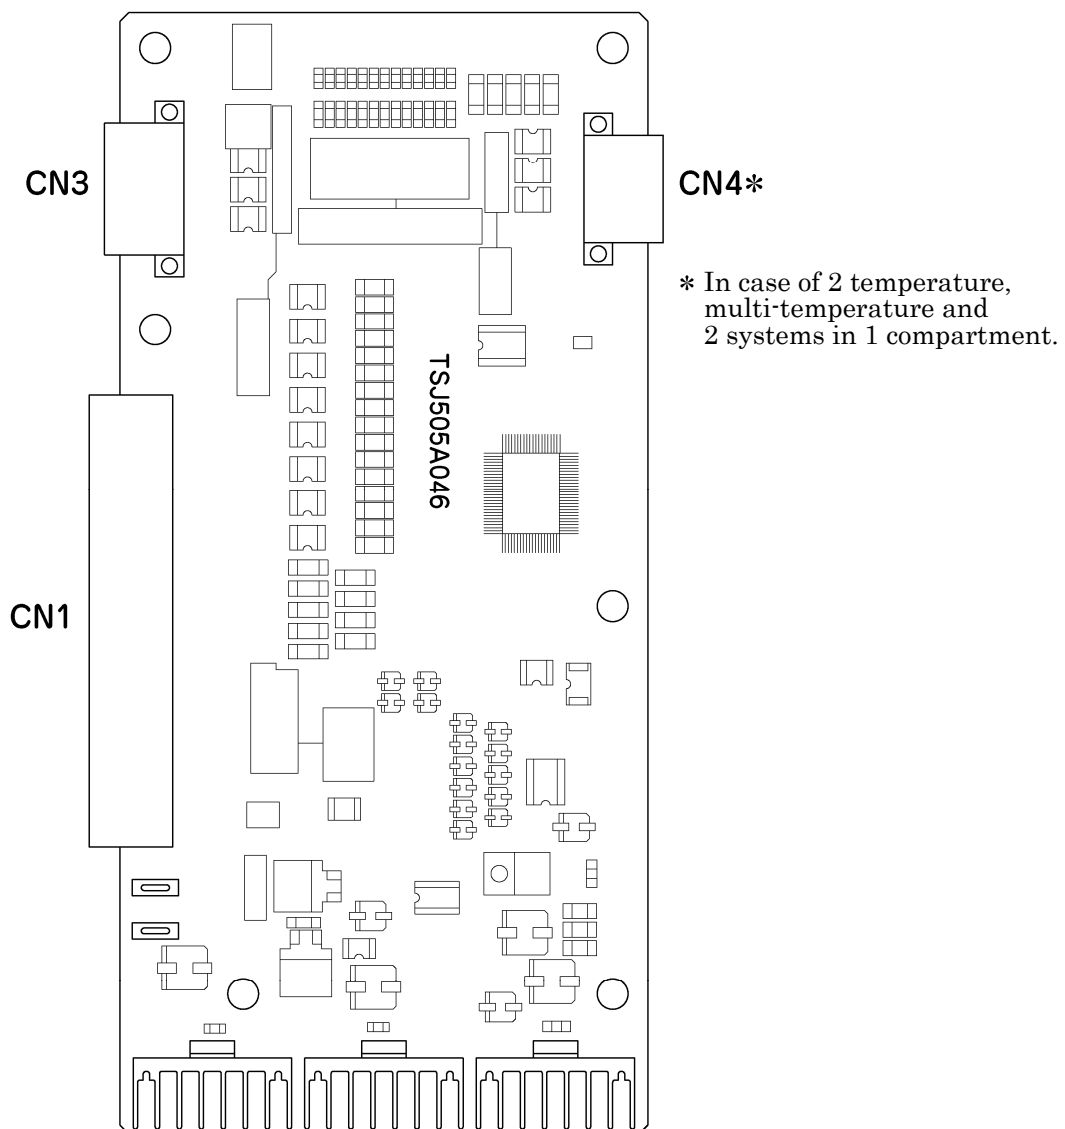 CN3
CN4*
* In case of 2 temperature,
multi-temperature and
2 systems in 1 compartment.
TSJ505A046
CN1